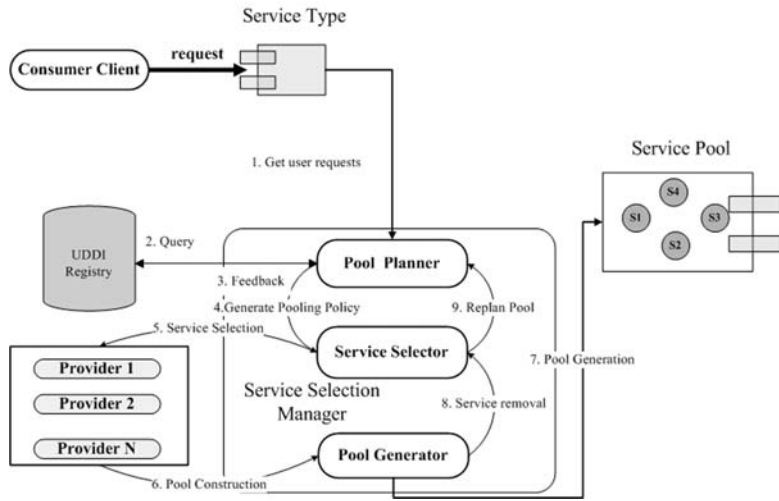 Service Type
request
Consumer Client
1. Get user requests
Service Pool
S4
S1
S3
S2
UDDI
Registry
2. Query
3. Feedback
Pool Planner
4.Generate Pooling Policy
9. Replan Pool
5. Service Selection
Service Selector
7. Pool Generation
Provider 1
Provider 2
Provider N
Service Selection
Manager
8. Service removal
Pool Generator
6. Pool Construction